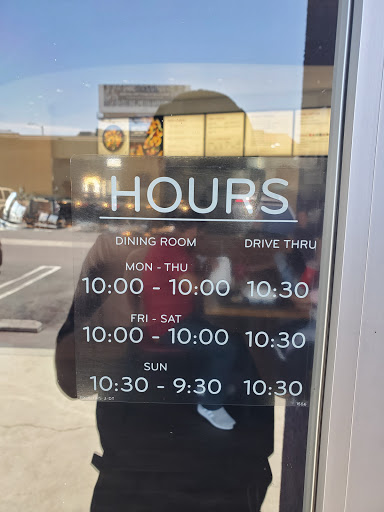 HOURS
DINING ROOM DRIVE THRU
MON - THU
10:00 - 10:00 10:30
FRI - SAT
10:00 - 10:00 10:30
SUN
10:30 - 9:30 10:30